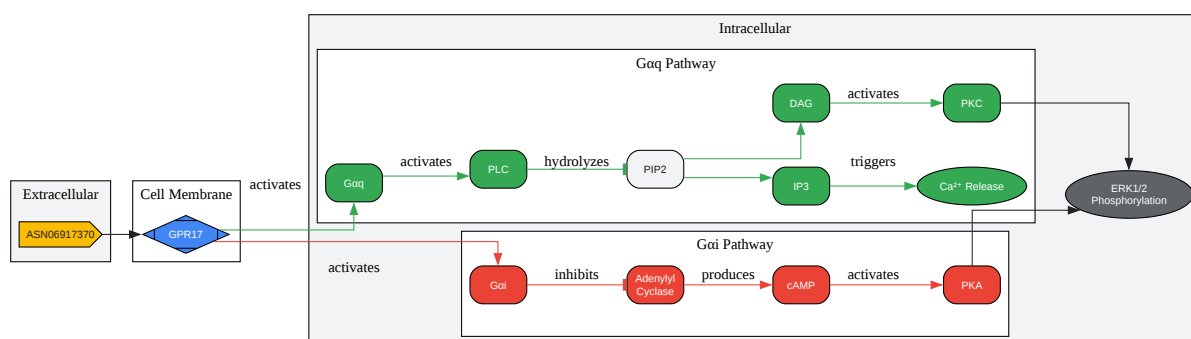 Intracellular
Gαq Pathway
DAG
activates
PKC
Gαq
activates
PLC
hydrolyzes
PIP2
IP3
triggers
Ca²⁺ Release
ERK1/2
Phosphorylation
Extracellular
ASN06917370
Cell Membrane
GPR17
activates
activates
Gαi Pathway
Gαi
inhibits
Adenylyl
Cyclase
produces
cAMP
activates
PKA